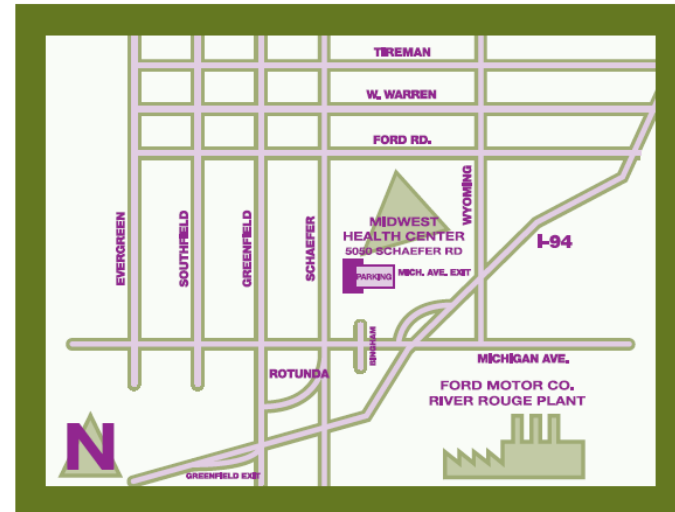 TIREMAN
W. WARREN
FORD RD.
EVERGREEN
SOUTHFIELD
GREENFIELD
SCHAEFER
WYOMING
MIDWEST
HEALTH CENTER
5050 SCHAEFER RD
I-94
PARKING
MICH. AVE. EXIT
BINGHAM
MICHIGAN AVE.
ROTUNDA
FORD MOTOR CO.
RIVER ROUGE PLANT
N
GREENFIELD EXIT